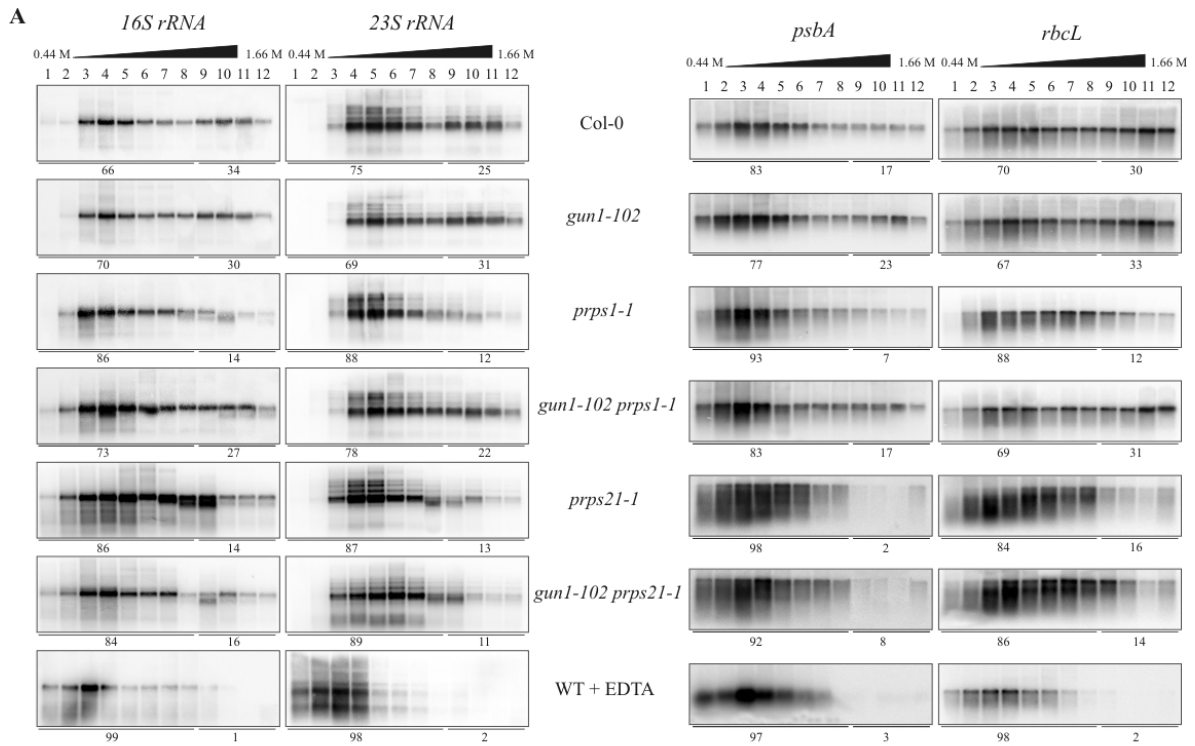 A
16S rRNA 23S rRNA psbA rbcL
0.44 M 1.66 M 0.44 M 1.66 M 0.44 M 1.66 M 0.44 M 1.66 M
1 2 3 4 5 6 7 8 9 10 11 12 1 2 3 4 5 6 7 8 9 10 11 12 1 2 3 4 5 6 7 8 9 10 11 12 1 2 3 4 5 6 7 8 9 10 11 12
Col-0
66 34 75 25 83 17 70 30
gun1-102
70 30 69 31 77 23 67 33
prps1-1
86 14 88 12 93 7 88 12
gun1-102 prps1-1
73 27 78 22 83 17 69 31
prps21-1
86 14 87 13 98 2 84 16
gun1-102 prps21-1
84 16 89 11 92 8 86 14
WT + EDTA
99 1 98 2 97 3 98 2